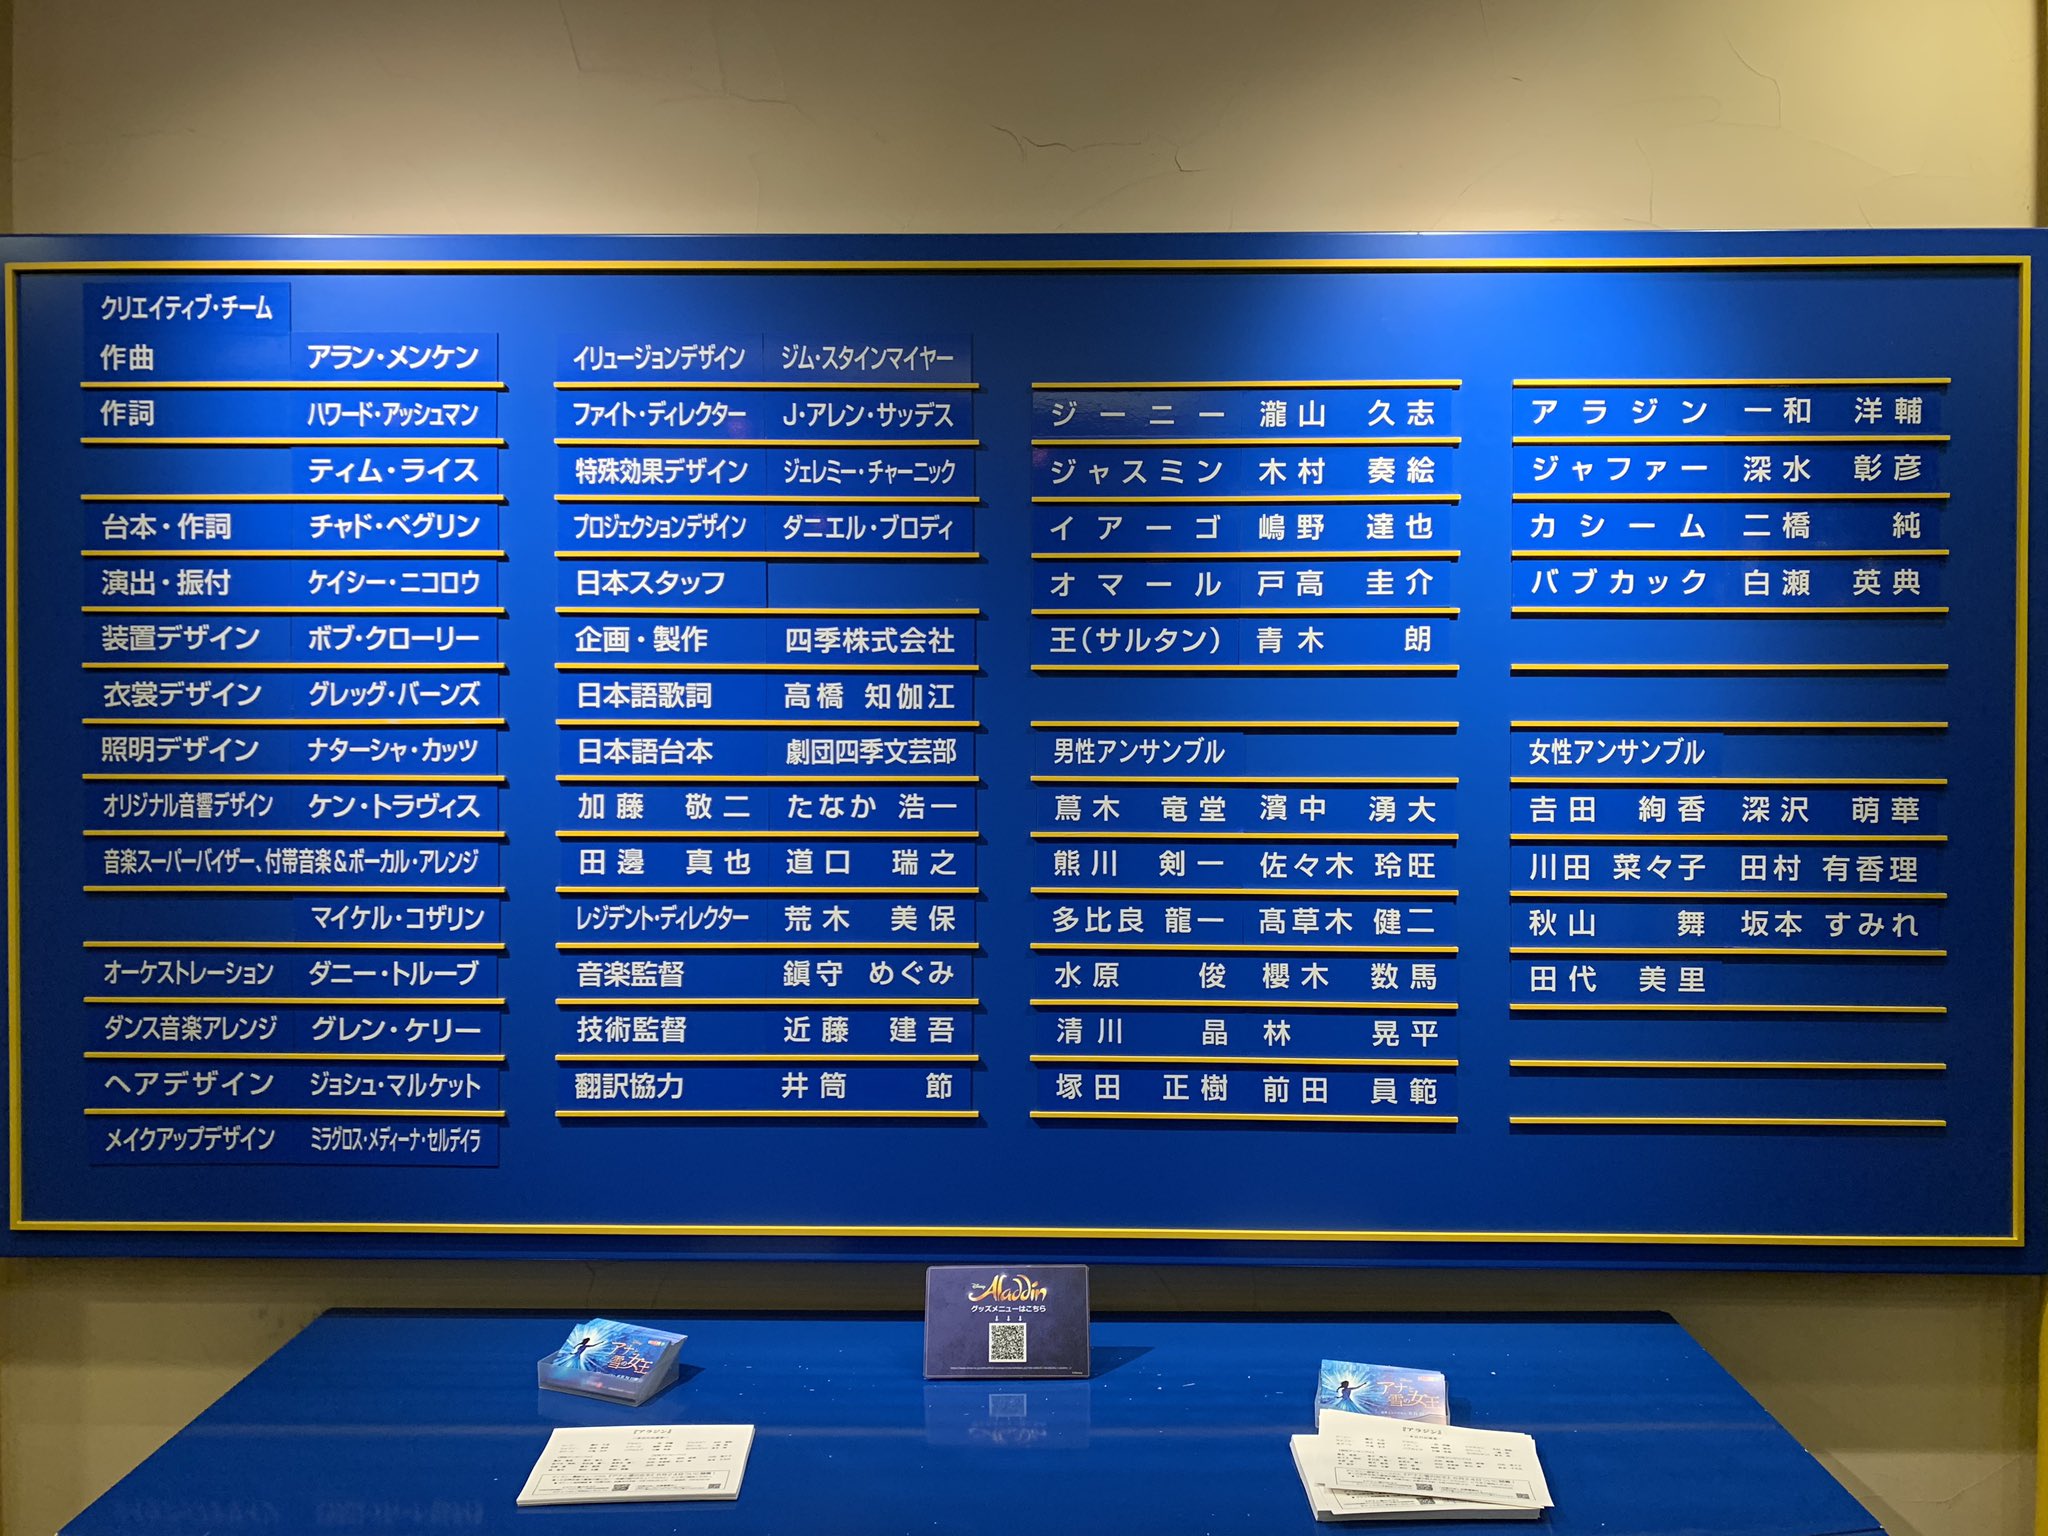 クリエイティブ・チーム
作曲 アラン・メンケン
作詞 ハワード・アッシュマン
ティム・ライス
台本・作詞 チャド・ベグリン
演出・振付 ケイシー・ニコロウ
装置デザイン ボブ・クローリー
衣裳デザイン グレッグ・バーンズ
照明デザイン ナターシャ・カッツ
オリジナル音響デザイン ケン・トラヴィス
音楽スーパーバイザー、付帯音楽&ボーカル・アレンジ
マイケル・コザリン
オーケストレーション ダニー・トルーブ
ダンス音楽アレンジ グレン・ケリー
ヘアデザイン ジョシュ・マルケット
メイクアップデザイン ミラグロス・メディーナ・セルデイラ
イリュージョンデザイン ジム・スタインマイヤー
ファイト・ディレクター J・アレン・サッデス
特殊効果デザイン ジェレミー・チャーニック
プロジェクションデザイン ダニエル・ブロディ
日本スタッフ
企画・製作 四季株式会社
日本語歌詞 高橋 知伽江
日本語台本 劇団四季文芸部
加藤 敬二 たなか 浩一
田邊 真也 道口 瑞之
レジデント・ディレクター 荒木 美保
音楽監督 鎮守 めぐみ
技術監督 近藤 建吾
翻訳協力 井筒 節
ジーニー 瀧山 久志
ジャスミン 木村 奏絵
イアーゴ 嶋野 達也
オマール 戸高 圭介
王(サルタン) 青木 朗
男性アンサンブル
蔦木 竜堂 濱中 湧大
熊川 剣一 佐々木 玲旺
多比良 龍一 髙草木 健二
水原 俊 櫻木 数馬
清川 晶 林 晃平
塚田 正樹 前田 員範
アラジン 一和 洋輔
ジャファー 深水 彰彦
カシーム 二橋 純
バブカック 白瀬 英典
女性アンサンブル
吉田 絢香 深沢 萌華
川田 菜々子 田村 有香理
秋山 舞 坂本 すみれ
田代 美里
Disney Aladdin
グッズメニューはこちら
アナと雪の女王
アナと雪の女王
『アラジン』
『アラジン』